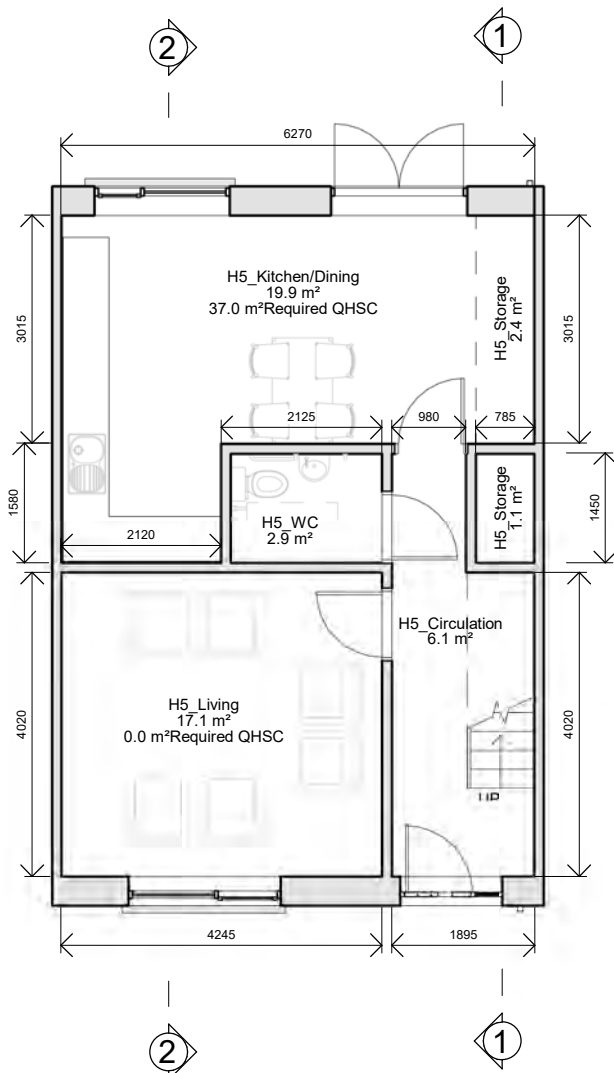 2
1
6270
3015
H5_Kitchen/Dining
19.9 m²
37.0 m²Required QHSC
H5_Storage
2.4 m²
3015
2125
980
785
1580
H5_WC
2.9 m²
H5_Storage
1.1 m²
1450
2120
H5_Circulation
6.1 m²
4020
H5_Living
17.1 m²
0.0 m²Required QHSC
4020
UP
4245
1895
2
1